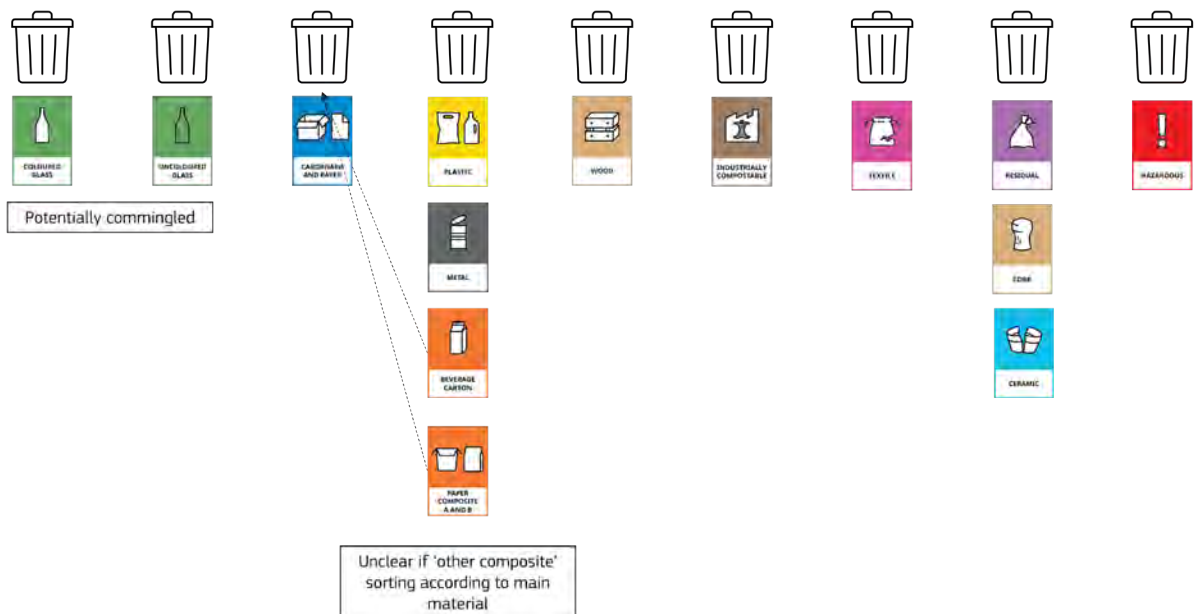 COLOURED
GLASS
UNCOLOURED
GLASS
CARDBOARD
AND PAPER
PLASTIC
WOOD
INDUSTRIALLY
COMPOSTABLE
TEXTILE
RESIDUAL
HAZARDOUS
Potentially commingled
METAL
CORK
BEVERAGE
CARTON
CERAMIC
PAPER
COMPOSITE
A AND B
Unclear if 'other composite'
sorting according to main
material